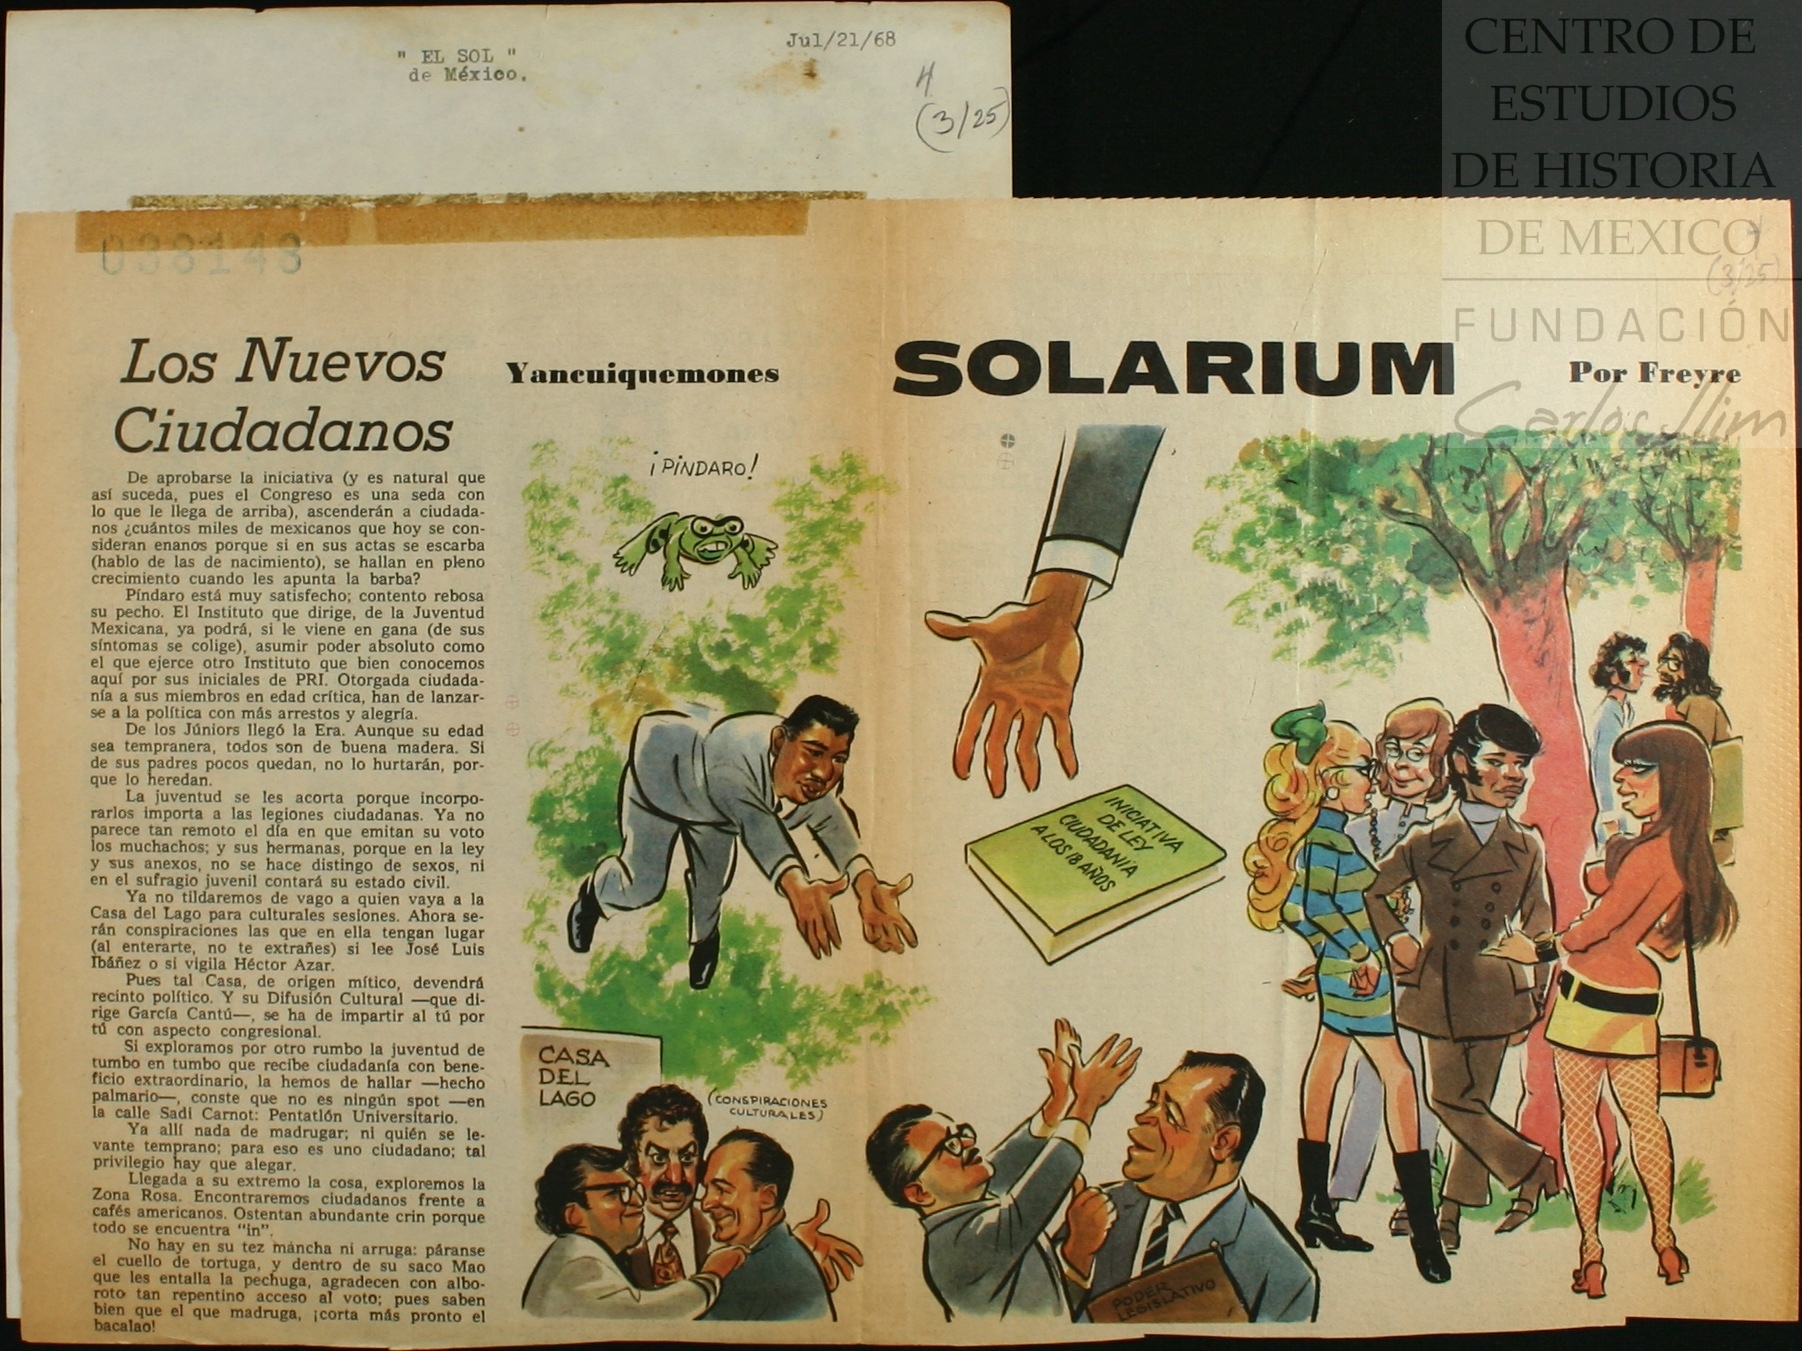 " EL SOL "
de México.
Jul/21/68
4
(3/25)
CENTRO DE
ESTUDIOS
DE HISTORIA
DE MEXICO
FUNDACIÓN
Carlos Slim
(3/25)
038148
Los Nuevos
Ciudadanos
De aprobarse la iniciativa (y es natural que
así suceda, pues el Congreso es una seda con
lo que le llega de arriba), ascenderán a ciudada-
nos ¿cuántos miles de mexicanos que hoy se con-
sideran enanos porque si en sus actas se escarba
(hablo de las de nacimiento), se hallan en pleno
crecimiento cuando les apunta la barba?
Píndaro está muy satisfecho; contento rebosa
su pecho. El Instituto que dirige, de la Juventud
Mexicana, ya podrá, si le viene en gana (de sus
síntomas se colige), asumir poder absoluto como
el que ejerce otro Instituto que bien conocemos
aquí por sus iniciales de PRI. Otorgada ciudada-
nía a sus miembros en edad crítica, han de lanzar-
se a la política con más arrestos y alegría.
De los Júniors llegó la Era. Aunque su edad
sea tempranera, todos son de buena madera. Si
de sus padres pocos quedan, no lo hurtarán, por-
que lo heredan.
La juventud se les acorta porque incorpo-
rarlos importa a las legiones ciudadanas. Ya no
parece tan remoto el día en que emitan su voto
los muchachos; y sus hermanas, porque en la ley
y sus anexos, no se hace distingo de sexos, ni
en el sufragio juvenil contará su estado civil.
Ya no tildaremos de vago a quien vaya a la
Casa del Lago para culturales sesiones. Ahora se-
rán conspiraciones las que en ella tengan lugar
(al enterarte, no te extrañes) si lee José Luis
Ibáñez o si vigila Héctor Azar.
Pues tal Casa, de origen mítico, devendrá
recinto político. Y su Difusión Cultural —que di-
rige García Cantú—, se ha de impartir al tú por
tú con aspecto congresional.
Si exploramos por otro rumbo la juventud de
tumbo en tumbo que recibe ciudadanía con bene-
ficio extraordinario, la hemos de hallar —hecho
palmario—, conste que no es ningún spot —en
la calle Sadi Carnot: Pentatlón Universitario.
Ya allí nada de madrugar; ni quién se le-
vante temprano; para eso es uno ciudadano; tal
privilegio hay que alegar.
Llegada a su extremo la cosa, exploremos la
Zona Rosa. Encontraremos ciudadanos frente a
cafés americanos. Ostentan abundante crin porque
todo se encuentra "in".
No hay en su tez mancha ni arruga: páranse
el cuello de tortuga, y dentro de su saco Mao
que les entalla la pechuga, agradecen con albo-
roto tan repentino acceso al voto; pues saben
bien que el que madruga, ¡corta más pronto el
bacalao!
Yancuiquemones
SOLARIUM
Por Freyre
¡PÍNDARO!
INICIATIVA
DE LEY
CIUDADANÍA
A LOS 18 AÑOS
CASA
DEL
LAGO
(CONSPIRACIONES
CULTURALES)
PODER
LEGISLATIVO